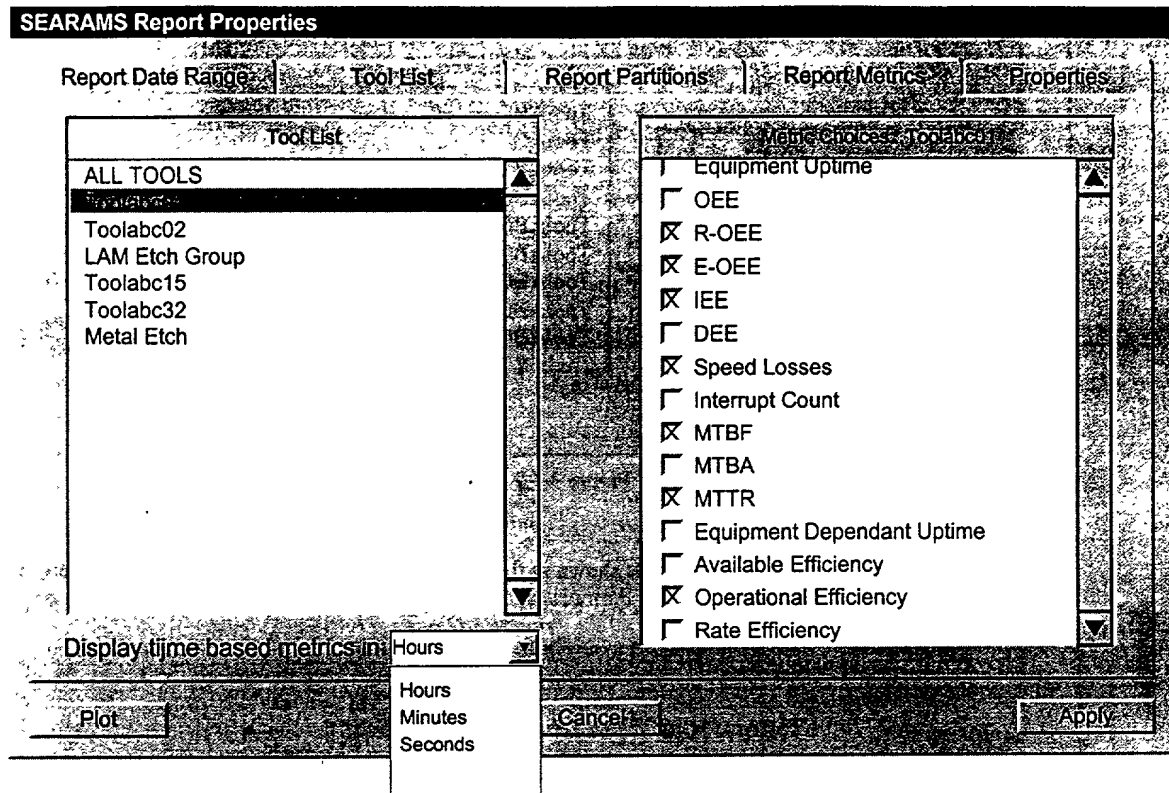 SEARAMS Report Properties
Report Date Range
Tool List
Report Partitions
Report Metrics
Properties
Tool List
ALL TOOLS
Toolabc02
LAM Etch Group
Toolabc15
Toolabc32
Metal Etch
Metric Choices: Toolabc01
Equipment Uptime
OEE
R-OEE
E-OEE
IEE
DEE
Speed Losses
Interrupt Count
MTBF
MTBA
MTTR
Equipment Dependant Uptime
Available Efficiency
Operational Efficiency
Rate Efficiency
Display tijme based metrics in: Hours
Hours
Minutes
Seconds
Plot
Cancel
Apply